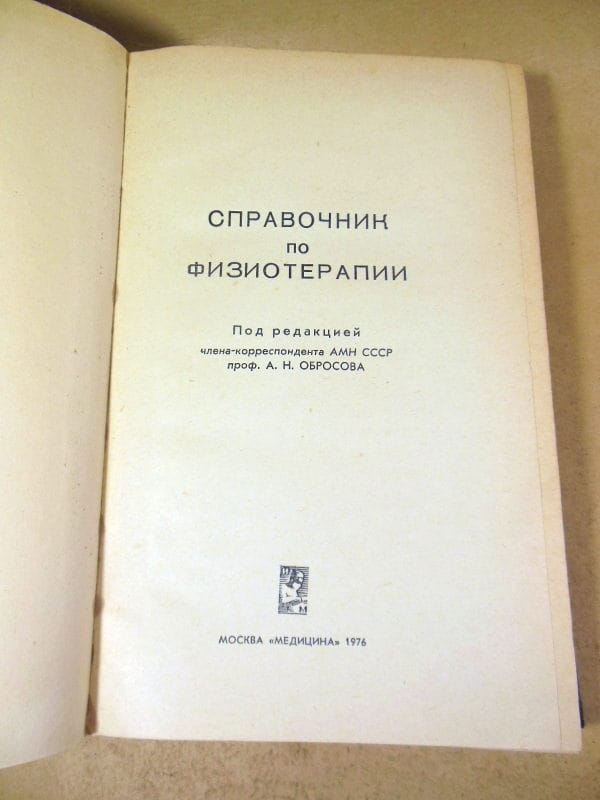 СПРАВОЧНИК
ПО
ФИЗИОТЕРАПИИ
Под редакцией
члена-корреспондента АМН СССР
проф. А. Н. ОБРОСОВА
М
МОСКВА «МЕДИЦИНА» 1976